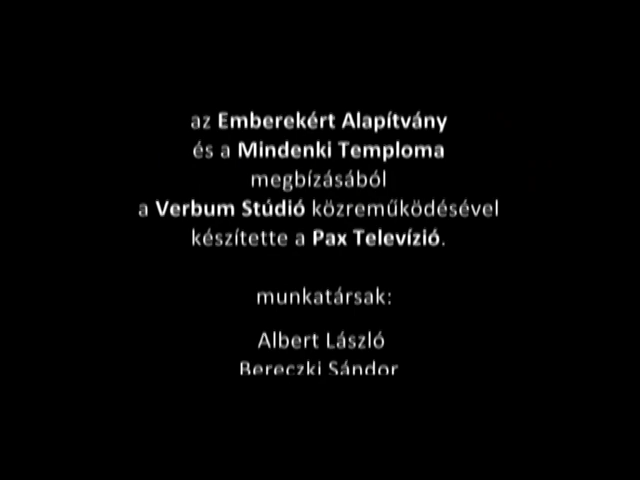 az Emberekért Alapítvány
és a Mindenki Temploma
megbízásából
a Verbum Stúdió közreműködésével
készítette a Pax Televízió.
munkatársak:
Albert László
Bereczki Sándor